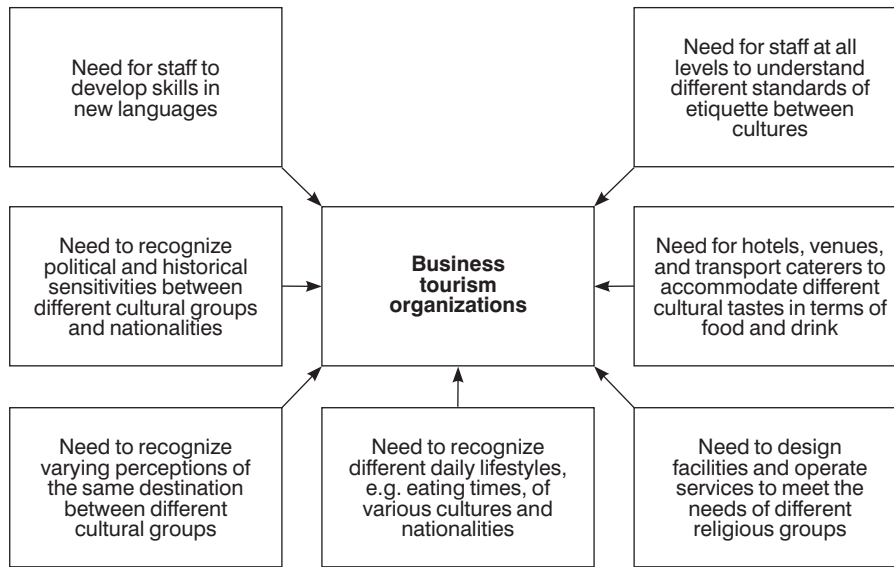 Need for staff to
develop skills in
new languages
Need for staff at all
levels to understand
different standards of
etiquette between
cultures
Need to recognize
political and historical
sensitivities between
different cultural groups
and nationalities
Business
tourism
organizations
Need for hotels, venues,
and transport caterers to
accommodate different
cultural tastes in terms of
food and drink
Need to recognize
varying perceptions of
the same destination
between different
cultural groups
Need to recognize
different daily lifestyles,
e.g. eating times, of
various cultures and
nationalities
Need to design
facilities and operate
services to meet the
needs of different
religious groups